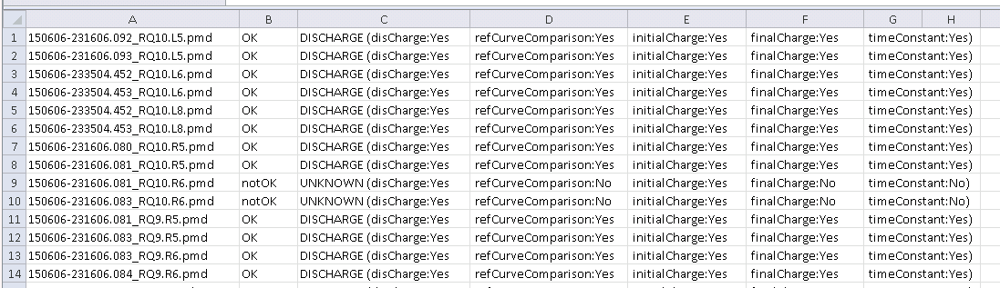 A B C D E F G H
1 150606-231606.092_RQ10.L5.pmd OK DISCHARGE (disCharge:Yes refCurveComparison:Yes initialCharge:Yes finalCharge:Yes timeConstant:Yes)
2 150606-231606.093_RQ10.L5.pmd OK DISCHARGE (disCharge:Yes refCurveComparison:Yes initialCharge:Yes finalCharge:Yes timeConstant:Yes)
3 150606-233504.452_RQ10.L6.pmd OK DISCHARGE (disCharge:Yes refCurveComparison:Yes initialCharge:Yes finalCharge:Yes timeConstant:Yes)
4 150606-233504.453_RQ10.L6.pmd OK DISCHARGE (disCharge:Yes refCurveComparison:Yes initialCharge:Yes finalCharge:Yes timeConstant:Yes)
5 150606-233504.452_RQ10.L8.pmd OK DISCHARGE (disCharge:Yes refCurveComparison:Yes initialCharge:Yes finalCharge:Yes timeConstant:Yes)
6 150606-233504.453_RQ10.L8.pmd OK DISCHARGE (disCharge:Yes refCurveComparison:Yes initialCharge:Yes finalCharge:Yes timeConstant:Yes)
7 150606-231606.080_RQ10.R5.pmd OK DISCHARGE (disCharge:Yes refCurveComparison:Yes initialCharge:Yes finalCharge:Yes timeConstant:Yes)
8 150606-231606.081_RQ10.R5.pmd OK DISCHARGE (disCharge:Yes refCurveComparison:Yes initialCharge:Yes finalCharge:Yes timeConstant:Yes)
9 150606-231606.081_RQ10.R6.pmd notOK UNKNOWN (disCharge:Yes refCurveComparison:No initialCharge:Yes finalCharge:No timeConstant:No)
10 150606-231606.083_RQ10.R6.pmd notOK UNKNOWN (disCharge:Yes refCurveComparison:No initialCharge:Yes finalCharge:No timeConstant:No)
11 150606-231606.081_RQ9.R5.pmd OK DISCHARGE (disCharge:Yes refCurveComparison:Yes initialCharge:Yes finalCharge:Yes timeConstant:Yes)
12 150606-231606.083_RQ9.R5.pmd OK DISCHARGE (disCharge:Yes refCurveComparison:Yes initialCharge:Yes finalCharge:Yes timeConstant:Yes)
13 150606-231606.083_RQ9.R6.pmd OK DISCHARGE (disCharge:Yes refCurveComparison:Yes initialCharge:Yes finalCharge:Yes timeConstant:Yes)
14 150606-231606.084_RQ9.R6.pmd OK DISCHARGE (disCharge:Yes refCurveComparison:Yes initialCharge:Yes finalCharge:Yes timeConstant:Yes)